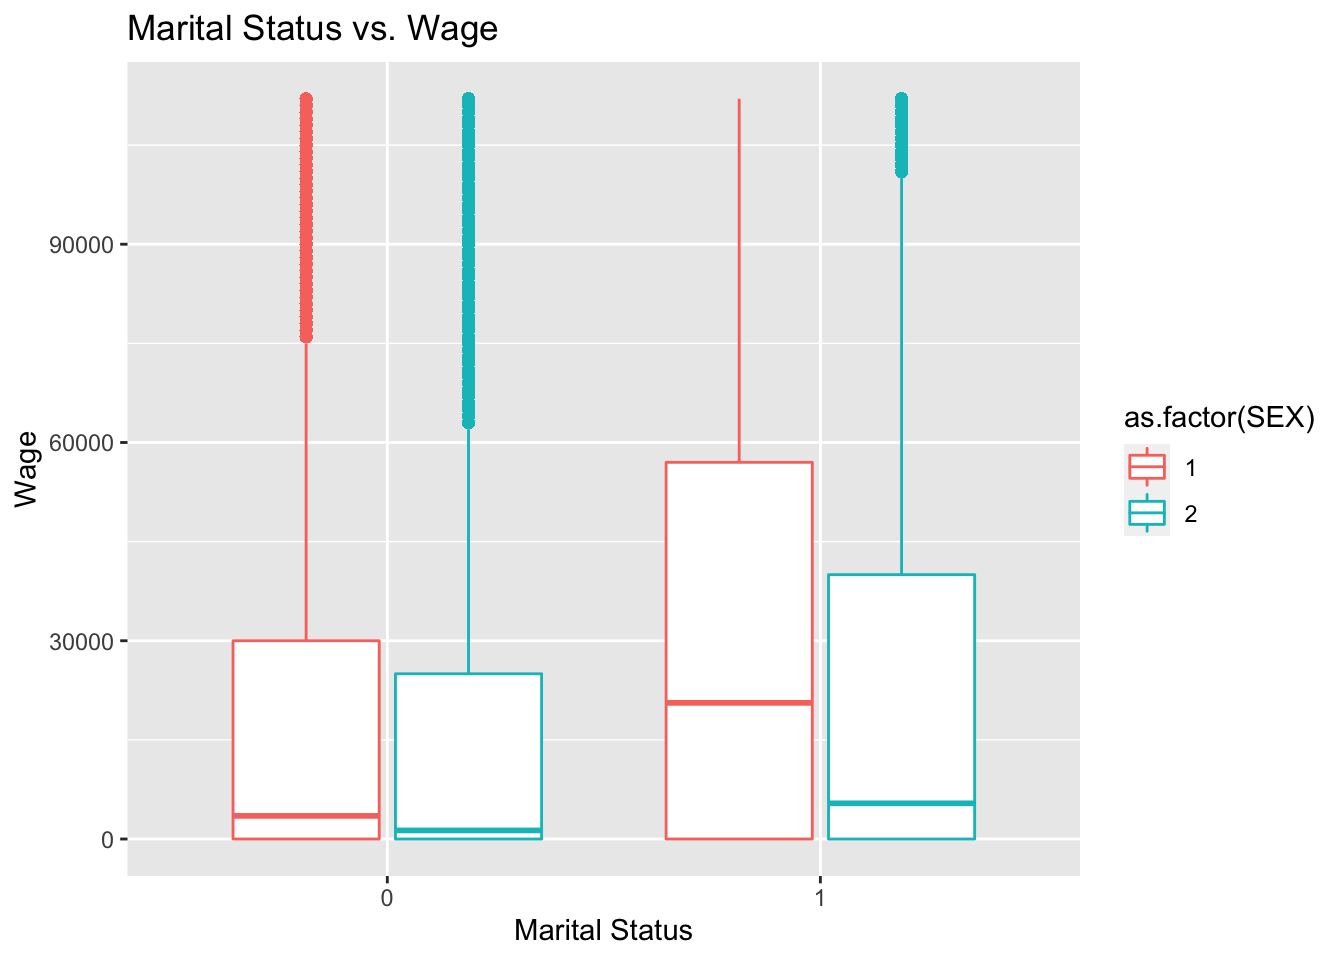 Marital Status vs. Wage
90000
60000
30000
0
Wage
0 1
Marital Status
as.factor(SEX)
1
2